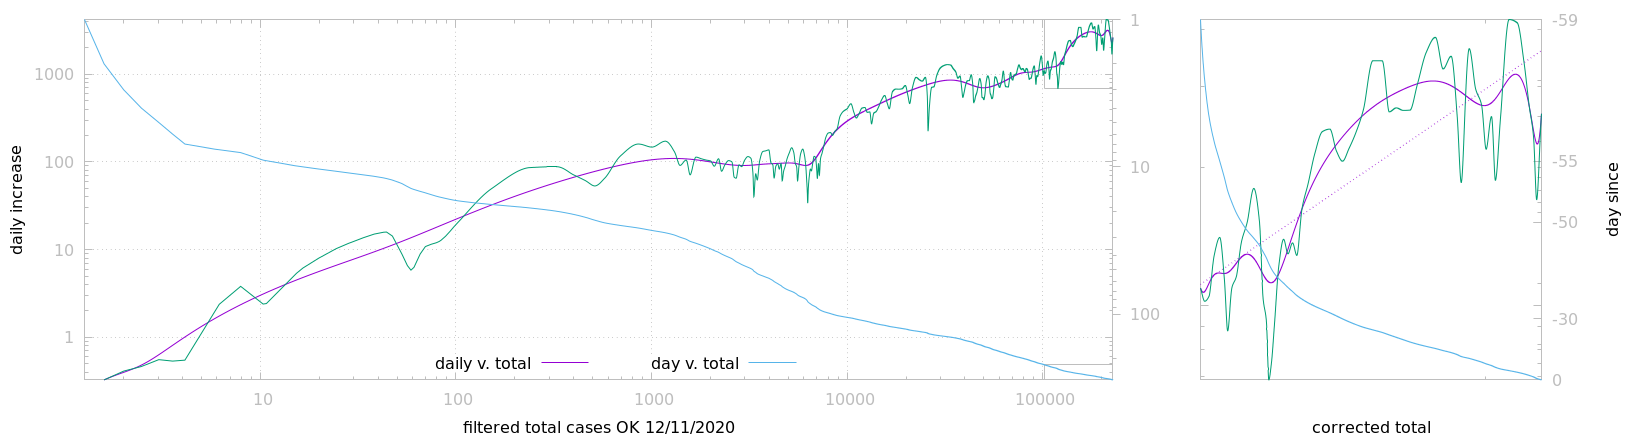 daily increase
1000
100
10
1
daily v. total
day v. total
10
100
1000
10000
100000
filtered total cases OK 12/11/2020
1
10
100
-59
-55
-50
-30
0
day since
corrected total